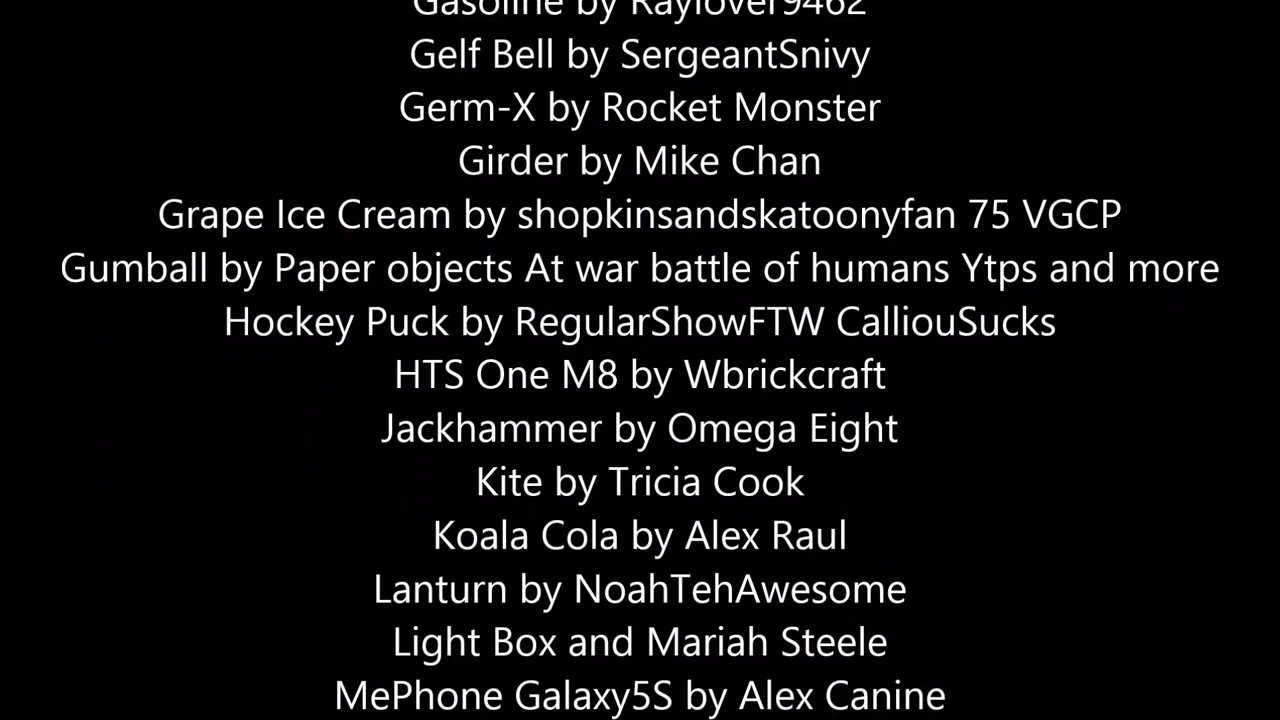 Gasoline by Raylover9462
Gelf Bell by SergeantSnivy
Germ-X by Rocket Monster
Girder by Mike Chan
Grape Ice Cream by shopkinsandskatoonyfan 75 VGCP
Gumball by Paper objects At war battle of humans Ytps and more
Hockey Puck by RegularShowFTW CalliouSucks
HTS One M8 by Wbrickcraft
Jackhammer by Omega Eight
Kite by Tricia Cook
Koala Cola by Alex Raul
Lanturn by NoahTehAwesome
Light Box and Mariah Steele
MePhone Galaxy5S by Alex Canine